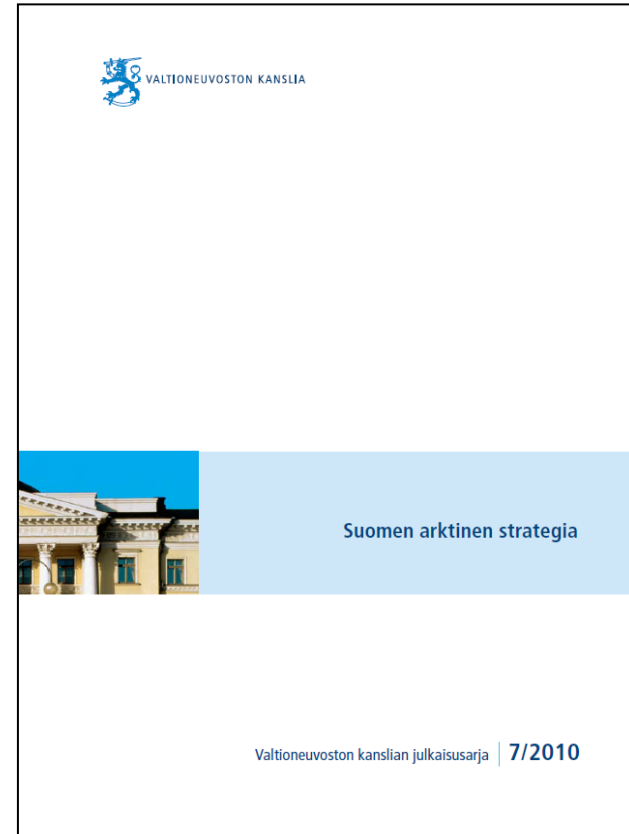 VALTIONEUVOSTON KANSLIA
Suomen arktinen strategia
Valtioneuvoston kanslian julkaisusarja | 7/2010